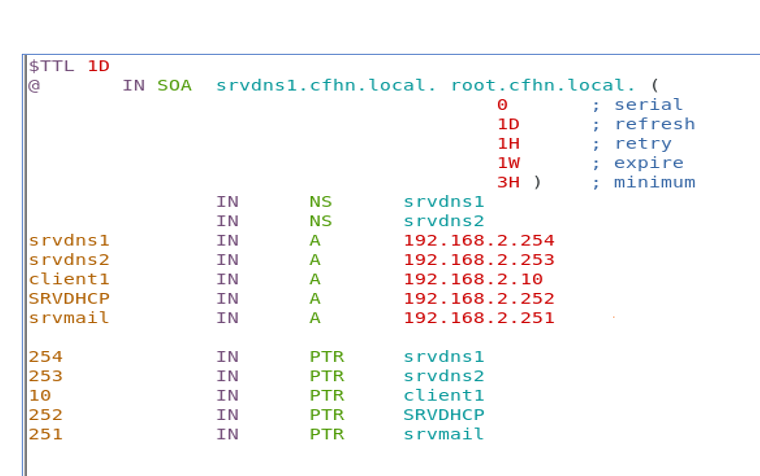 $TTL 1D
@ IN SOA srvdns1.cfhn.local. root.cfhn.local. (
0 ; serial
1D ; refresh
1H ; retry
1W ; expire
3H ) ; minimum
IN NS srvdns1
IN NS srvdns2
srvdns1 IN A 192.168.2.254
srvdns2 IN A 192.168.2.253
client1 IN A 192.168.2.10
SRVDHCP IN A 192.168.2.252
srvmail IN A 192.168.2.251
254 IN PTR srvdns1
253 IN PTR srvdns2
10 IN PTR client1
252 IN PTR SRVDHCP
251 IN PTR srvmail